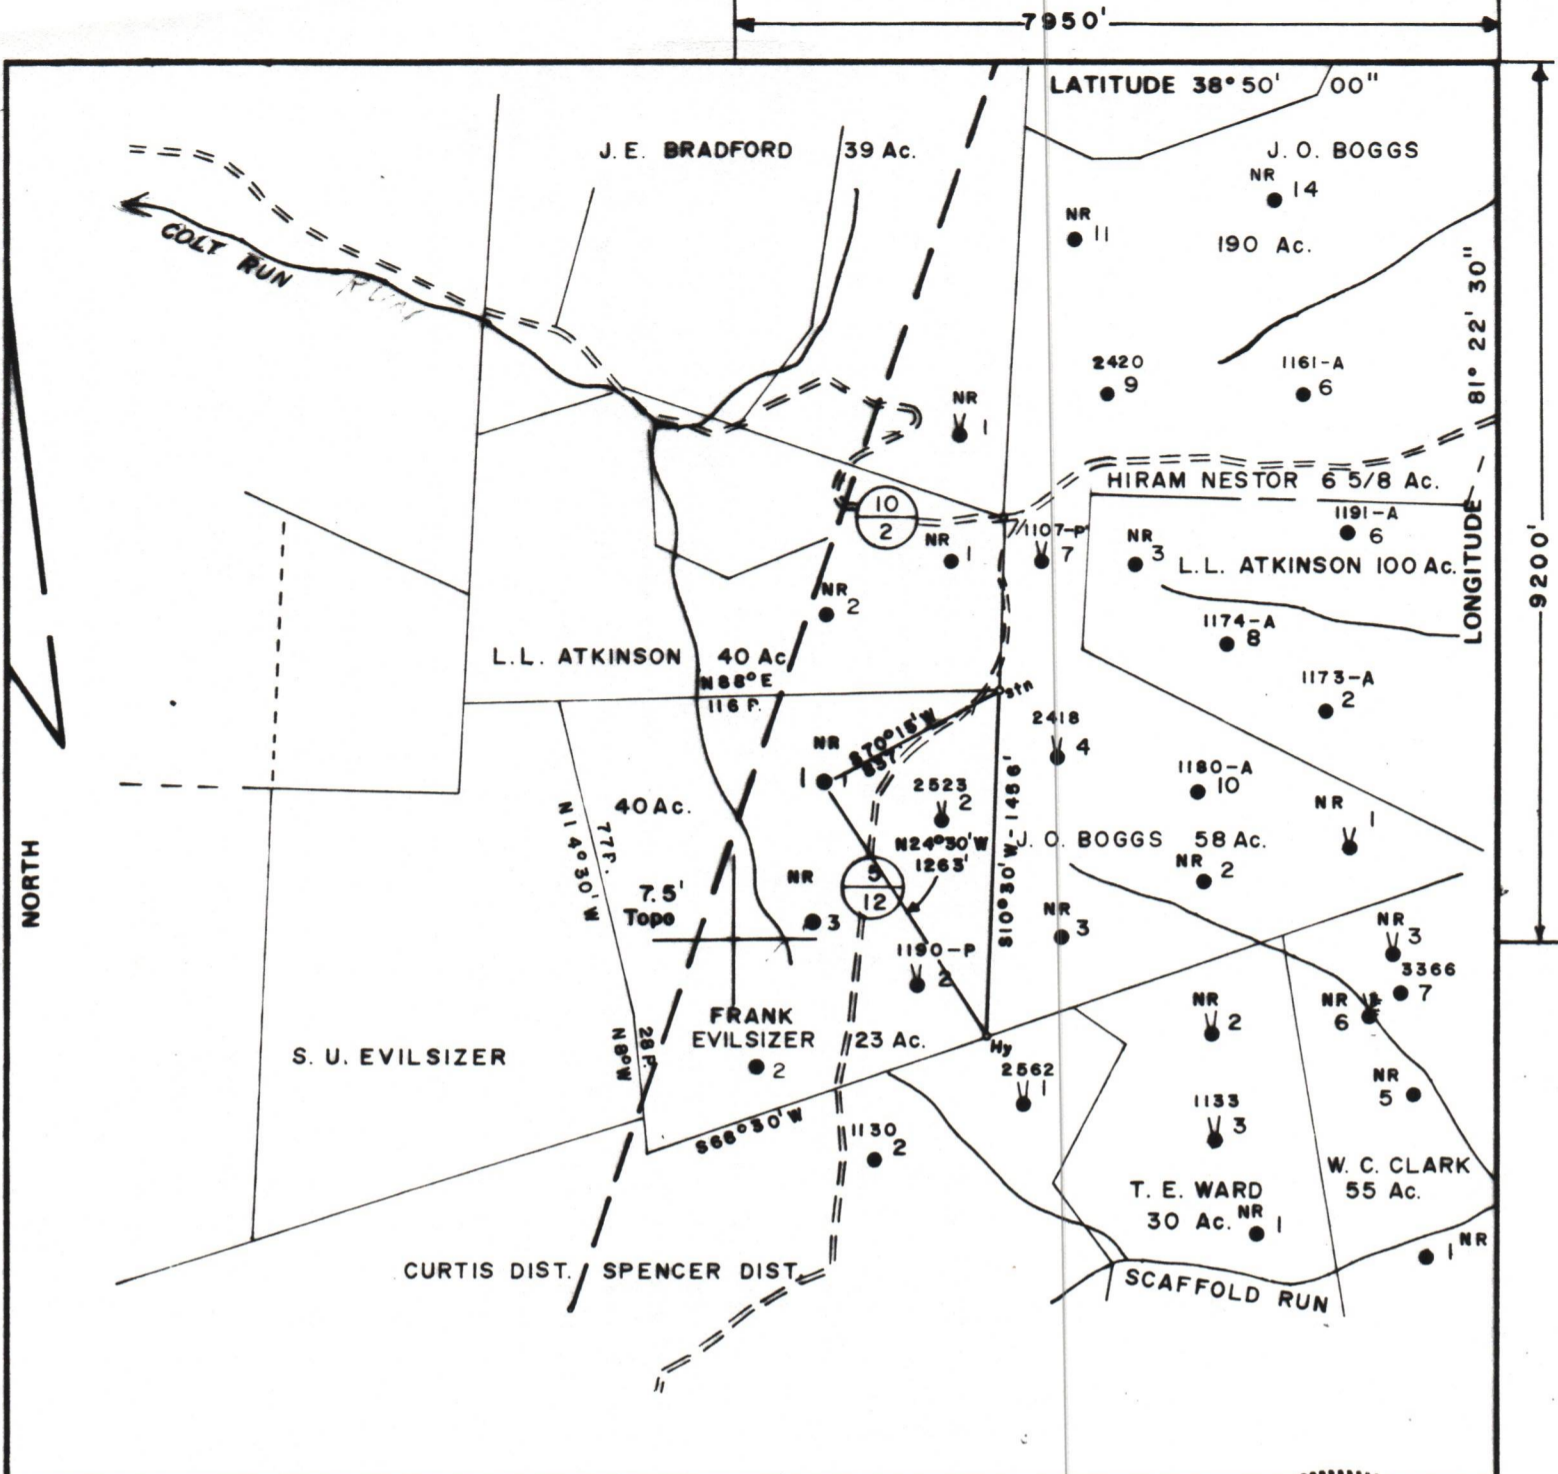 7950'
LATITUDE 38° 50' 00"
J. E. BRADFORD 39 Ac.
J. O. BOGGS
NR
14
NR
11
190 Ac.
COLT RUN
RUN
LONGITUDE 81° 22' 30"
9200'
2420
9
1161-A
6
NR
1
HIRAM NESTOR 6 5/8 Ac.
10
2
1107-P
7
NR
1
NR
3
1191-A
6
L.L. ATKINSON 100 Ac.
NR
2
1174-A
8
L.L. ATKINSON 40 Ac.
N88°E
116 P.
stn
1173-A
2
2418
4
S70°15'W
857'
NR
1
1
2523
2
1180-A
10
NR
1
40 Ac.
N14°30'W
77P.
N24°30'W
1263'
S10°30'W-1456'
J. O. BOGGS 58 Ac.
NR
2
NORTH
7.5'
Topo
NR
3
5
12
NR
3
NR
3
1190-P
2
3366
7
NR
6
NR
2
FRANK
EVILSIZER 23 Ac.
2
N8°W
28P.
S. U. EVILSIZER
Hy
2562
1
NR
5
1133
3
S68°30'W
1130
2
W. C. CLARK
55 Ac.
T. E. WARD
30 Ac.
NR
1
NR
1
CURTIS DIST. SPENCER DIST.
SCAFFOLD RUN